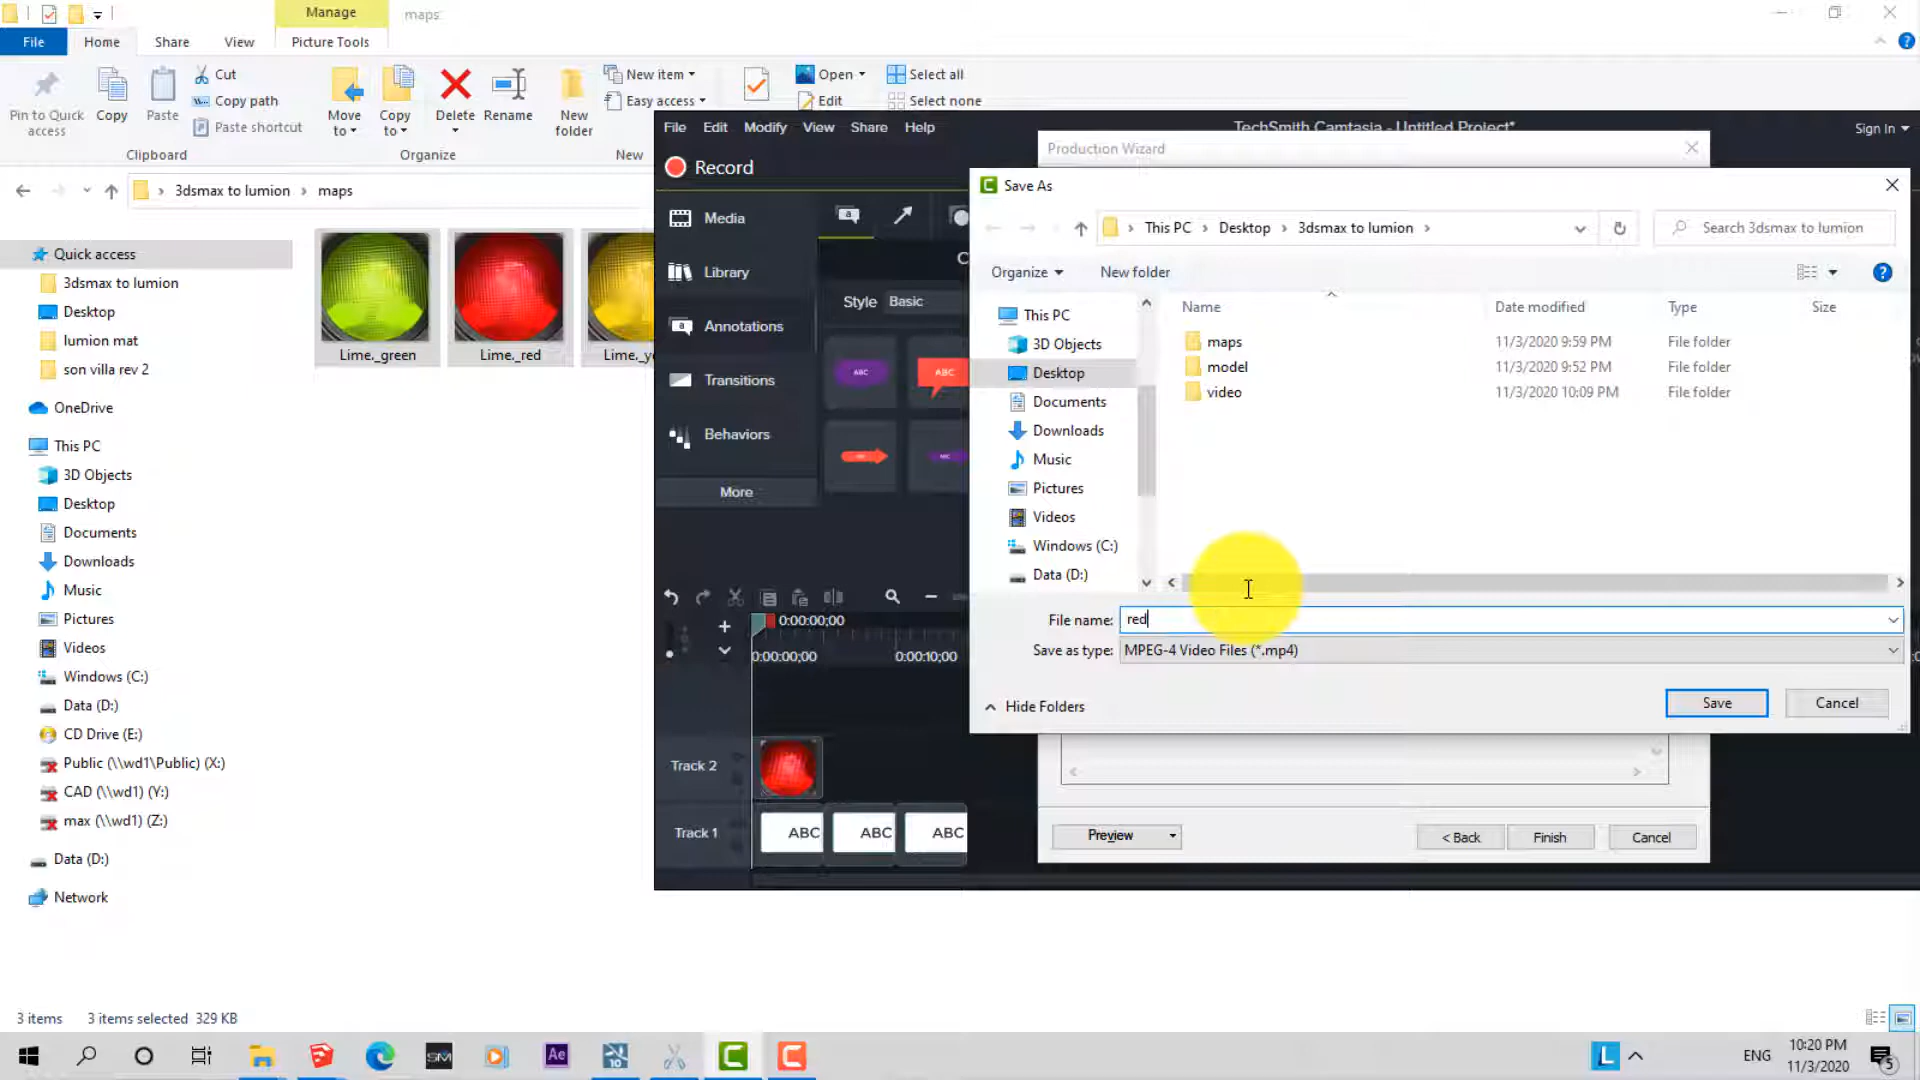 Manage
maps
File
Home
Share
View
Picture Tools
Pin to Quick access
Copy
Paste
Cut
Copy path
Paste shortcut
Clipboard
Move to
Copy to
Delete
Rename
Organize
New folder
New item
Easy access
New
Open
Edit
Select all
Select none
3dsmax to lumion
maps
Quick access
3dsmax to lumion
Desktop
lumion mat
son villa rev 2
OneDrive
This PC
3D Objects
Desktop
Documents
Downloads
Music
Pictures
Videos
Windows (C:)
Data (D:)
CD Drive (E:)
Public (\\wd1\Public) (X:)
CAD (\\wd1) (Y:)
max (\\wd1) (Z:)
Data (D:)
Network
Lime._green
Lime._red
Lime._y
3 items
3 items selected 329 KB
File
Edit
Modify
View
Share
Help
TechSmith Camtasia - Untitled Project*
Sign In
Record
Media
Library
Annotations
Transitions
Behaviors
More
C
Style
Basic
ABC
ABC
ABC
0:00:00;00
0:00:00;00
0:00:10;00
Track 2
Track 1
ABC
ABC
ABC
Production Wizard
Save As
This PC
Desktop
3dsmax to lumion
Search 3dsmax to lumion
Organize
New folder
This PC
3D Objects
Desktop
Documents
Downloads
Music
Pictures
Videos
Windows (C:)
Data (D:)
Name
Date modified
Type
Size
maps
11/3/2020 9:59 PM
File folder
model
11/3/2020 9:52 PM
File folder
video
11/3/2020 10:09 PM
File folder
File name:
red
Save as type:
MPEG-4 Video Files (*.mp4)
Hide Folders
Save
Cancel
Preview
< Back
Finish
Cancel
SM
Ae
10
L
ENG
10:20 PM
11/3/2020
5